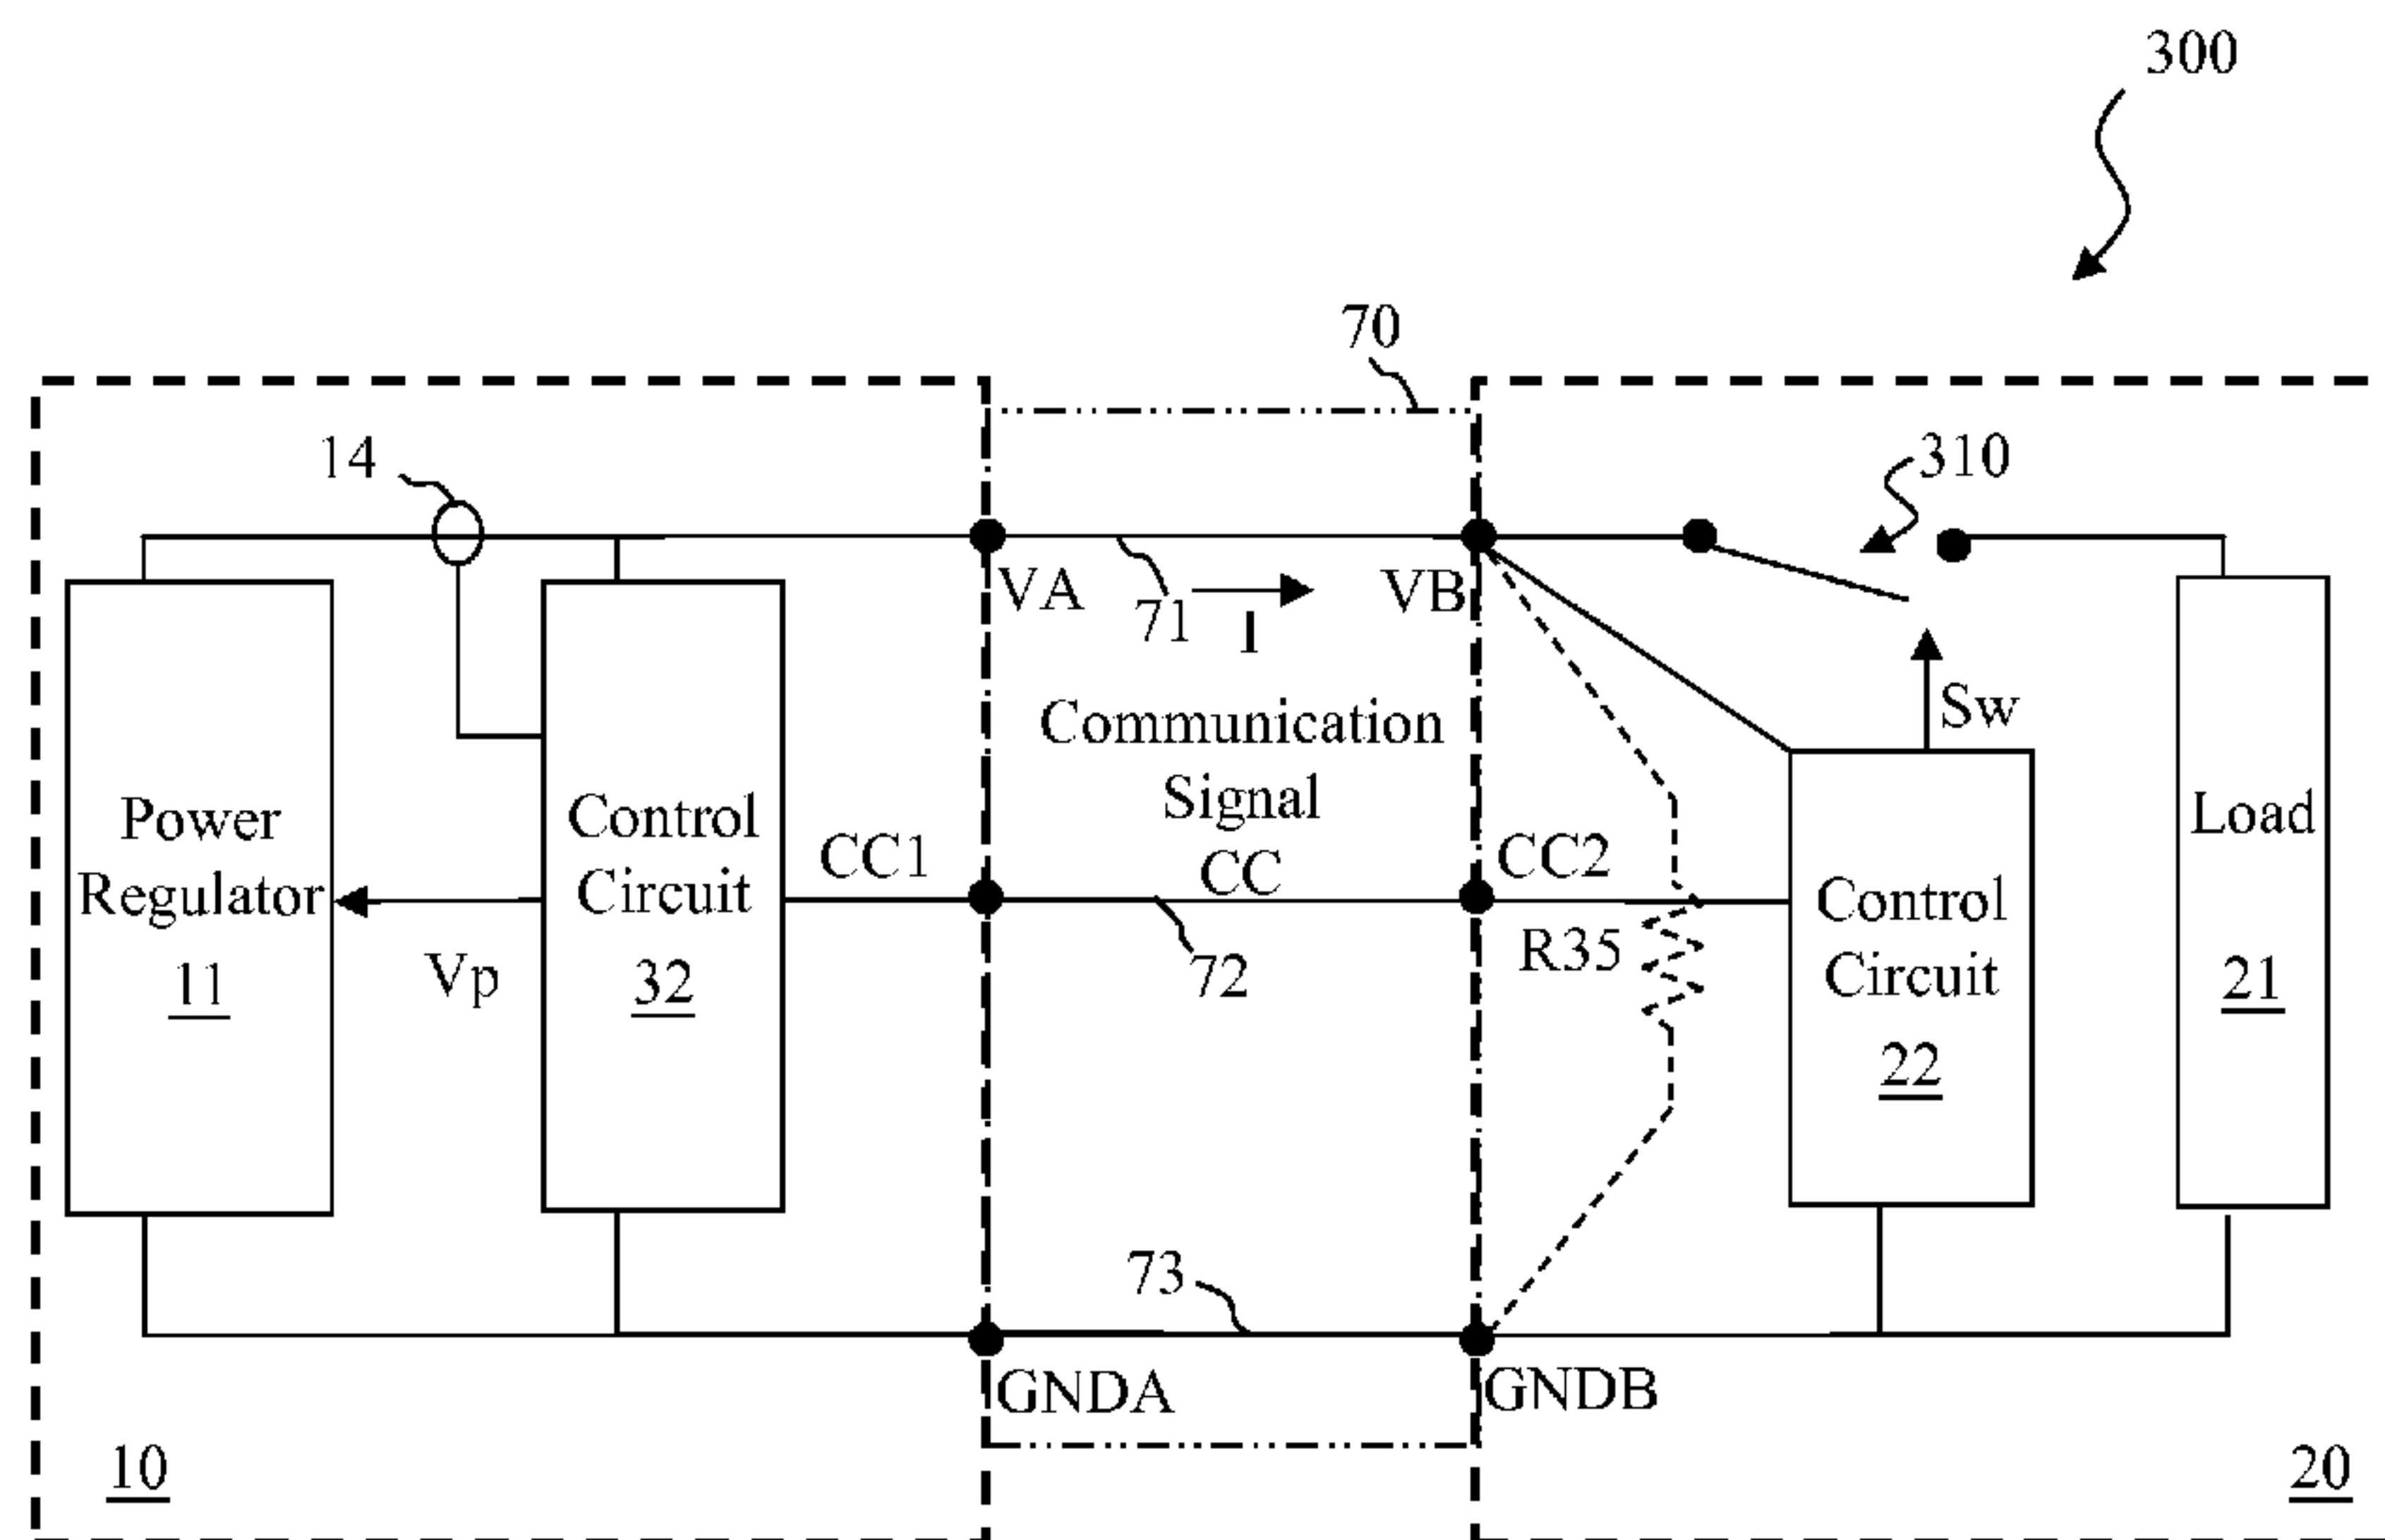 300
70
14
310
VA
71
I
VB
Communication
Signal
CC
Sw
Power
Regulator
11
Vp
Control
Circuit
32
CC1
72
CC2
R35
Control
Circuit
22
Load
21
73
GNDA
GNDB
10
20